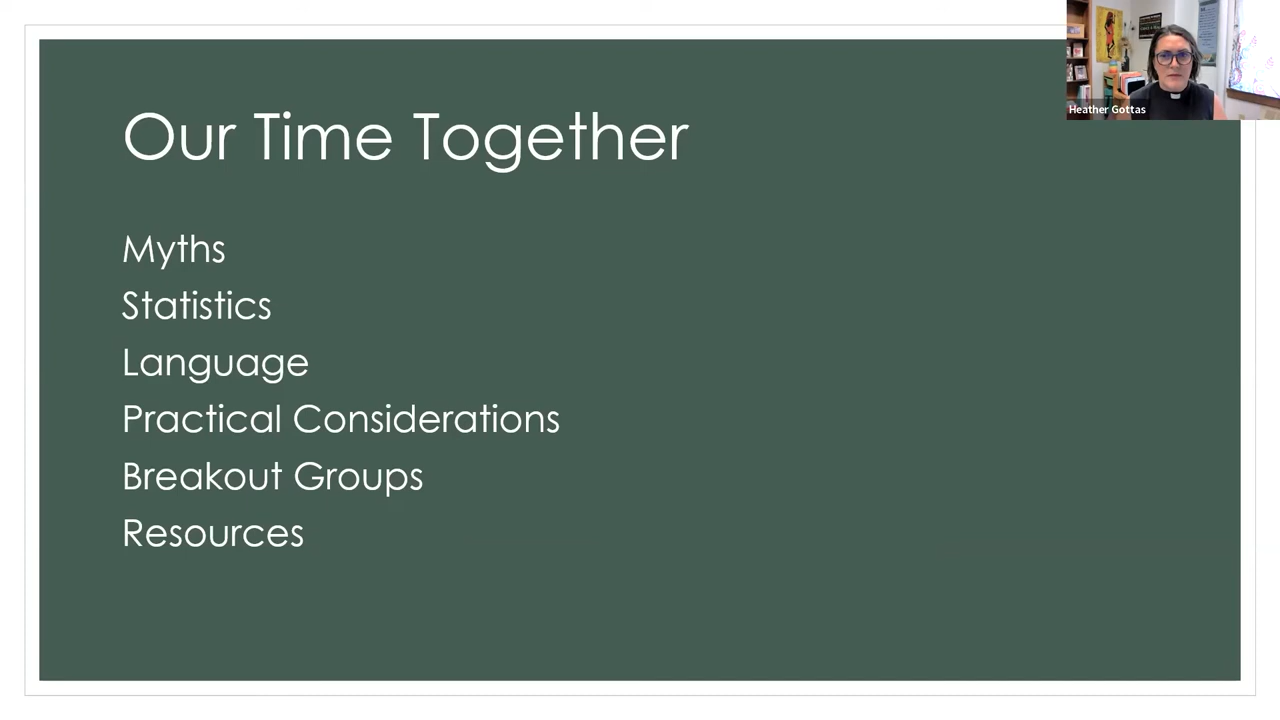 Our Time Together
Heather Gottas
Myths
Statistics
Language
Practical Considerations
Breakout Groups
Resources